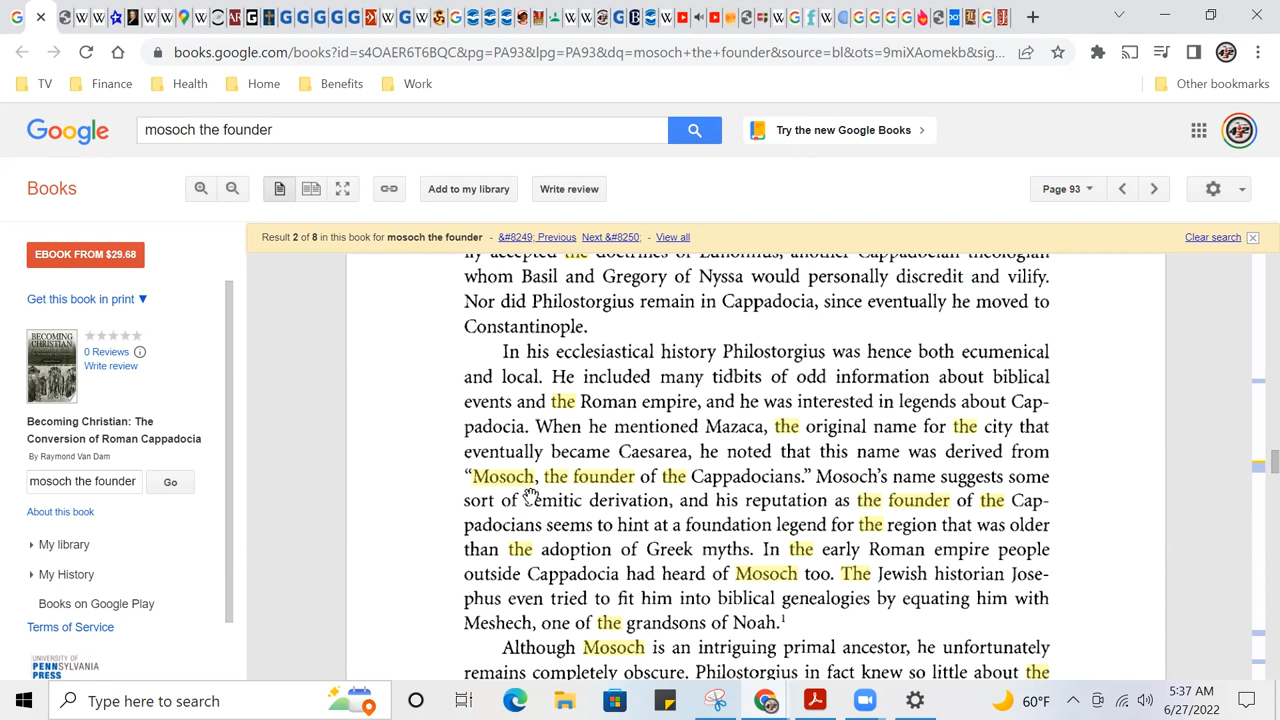 books.google.com/books?id=s4OAER6T6BQC&pg=PA93&lpg=PA93&dq=mosoch+the+founder&source=bl&ots=9miXAomekb&sig...
TV Finance Health Home Benefits Work Other bookmarks
Google mosoch the founder Try the new Google Books
Books Add to my library Write review Page 93
Result 2 of 8 in this book for mosoch the founder - &#8249; Previous Next &#8250; - View all Clear search
EBOOK FROM $29.68
Get this book in print ▼
BECOMING CHRISTIAN
0 Reviews
Write review
Becoming Christian: The
Conversion of Roman Cappadocia
By Raymond Van Dam
mosoch the founder Go
About this book
My library
My History
Books on Google Play
Terms of Service
UNIVERSITY OF
PENNSYLVANIA
PRESS
ly accepted the doctrines of Eunomius, another Cappadocian theologian
whom Basil and Gregory of Nyssa would personally discredit and vilify.
Nor did Philostorgius remain in Cappadocia, since eventually he moved to
Constantinople.
In his ecclesiastical history Philostorgius was hence both ecumenical
and local. He included many tidbits of odd information about biblical
events and the Roman empire, and he was interested in legends about Cap-
padocia. When he mentioned Mazaca, the original name for the city that
eventually became Caesarea, he noted that this name was derived from
“Mosoch, the founder of the Cappadocians.” Mosoch's name suggests some
sort of Semitic derivation, and his reputation as the founder of the Cap-
padocians seems to hint at a foundation legend for the region that was older
than the adoption of Greek myths. In the early Roman empire people
outside Cappadocia had heard of Mosoch too. The Jewish historian Jose-
phus even tried to fit him into biblical genealogies by equating him with
Meshech, one of the grandsons of Noah.¹
Although Mosoch is an intriguing primal ancestor, he unfortunately
remains completely obscure. Philostorgius in fact knew so little about the
Type here to search 60°F 5:37 AM
6/27/2022